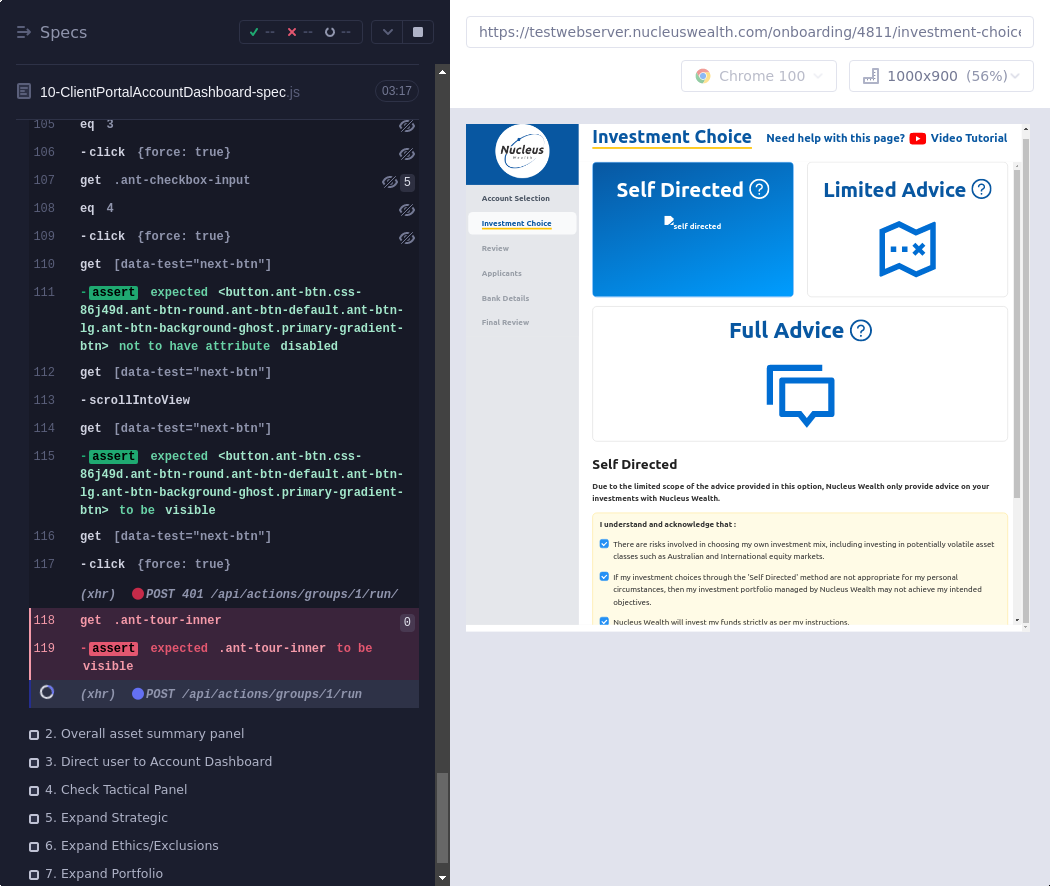 Specs
--
--
--
10-ClientPortalAccountDashboard-spec.js
03:17
105 eq 3
106 -click {force: true}
107 get .ant-checkbox-input 5
108 eq 4
109 -click {force: true}
110 get [data-test="next-btn"]
111 -assert expected <button.ant-btn.css-
86j49d.ant-btn-round.ant-btn-default.ant-btn-
lg.ant-btn-background-ghost.primary-gradient-
btn> not to have attribute disabled
112 get [data-test="next-btn"]
113 -scrollIntoView
114 get [data-test="next-btn"]
115 -assert expected <button.ant-btn.css-
86j49d.ant-btn-round.ant-btn-default.ant-btn-
lg.ant-btn-background-ghost.primary-gradient-
btn> to be visible
116 get [data-test="next-btn"]
117 -click {force: true}
(xhr) POST 401 /api/actions/groups/1/run/
118 get .ant-tour-inner 0
119 -assert expected .ant-tour-inner to be
visible
(xhr) POST /api/actions/groups/1/run
2. Overall asset summary panel
3. Direct user to Account Dashboard
4. Check Tactical Panel
5. Expand Strategic
6. Expand Ethics/Exclusions
7. Expand Portfolio
https://testwebserver.nucleuswealth.com/onboarding/4811/investment-choice
Chrome 100
1000x900 (56%)
Nucleus
Wealth
Account Selection
Investment Choice
Review
Applicants
Bank Details
Final Review
Investment Choice
Need help with this page? Video Tutorial
Self Directed ?
self directed
Limited Advice ?
Full Advice ?
Self Directed
Due to the limited scope of the advice provided in this option, Nucleus Wealth only provide advice on your
investments with Nucleus Wealth.
I understand and acknowledge that :
There are risks involved in choosing my own investment mix, including investing in potentially volatile asset
classes such as Australian and International equity markets.
If my investment choices through the 'Self Directed' method are not appropriate for my personal
circumstances, then my investment portfolio managed by Nucleus Wealth may not achieve my intended
objectives.
Nucleus Wealth will invest my funds strictly as per my instructions.